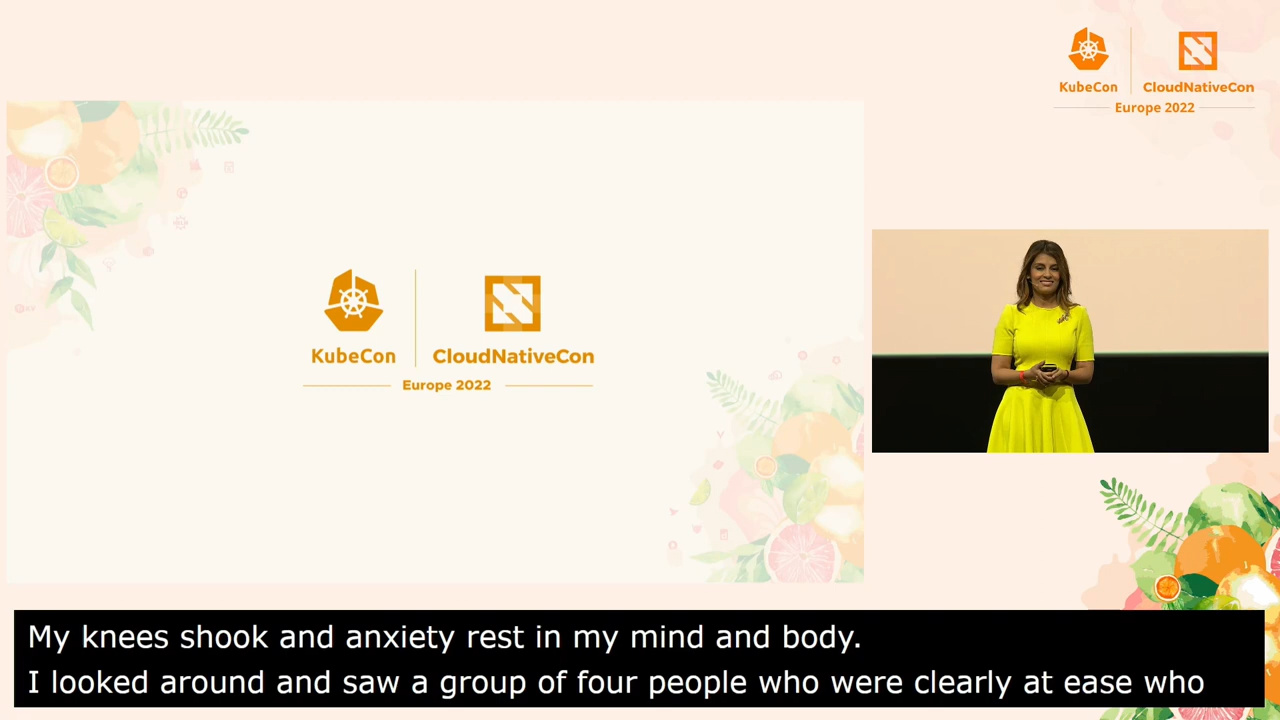 KubeCon
CloudNativeCon
Europe 2022
KubeCon
CloudNativeCon
Europe 2022
My knees shook and anxiety rest in my mind and body.
I looked around and saw a group of four people who were clearly at ease who